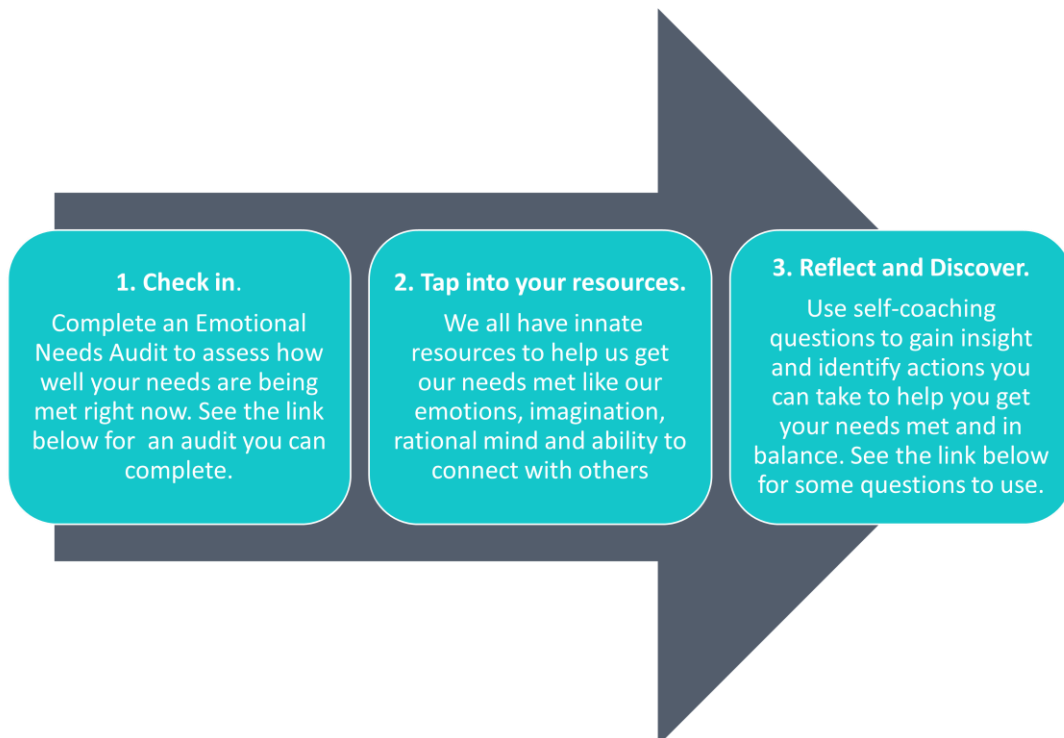 1. Check in.
Complete an Emotional
Needs Audit to assess how
well your needs are being
met right now. See the link
below for  an audit you can
complete.
2. Tap into your resources.
We all have innate
resources to help us get
our needs met like our
emotions, imagination,
rational mind and ability to
connect with others
3. Reflect and Discover.
Use self-coaching
questions to gain insight
and identify actions you
can take to help you get
your needs met and in
balance. See the link below
for some questions to use.